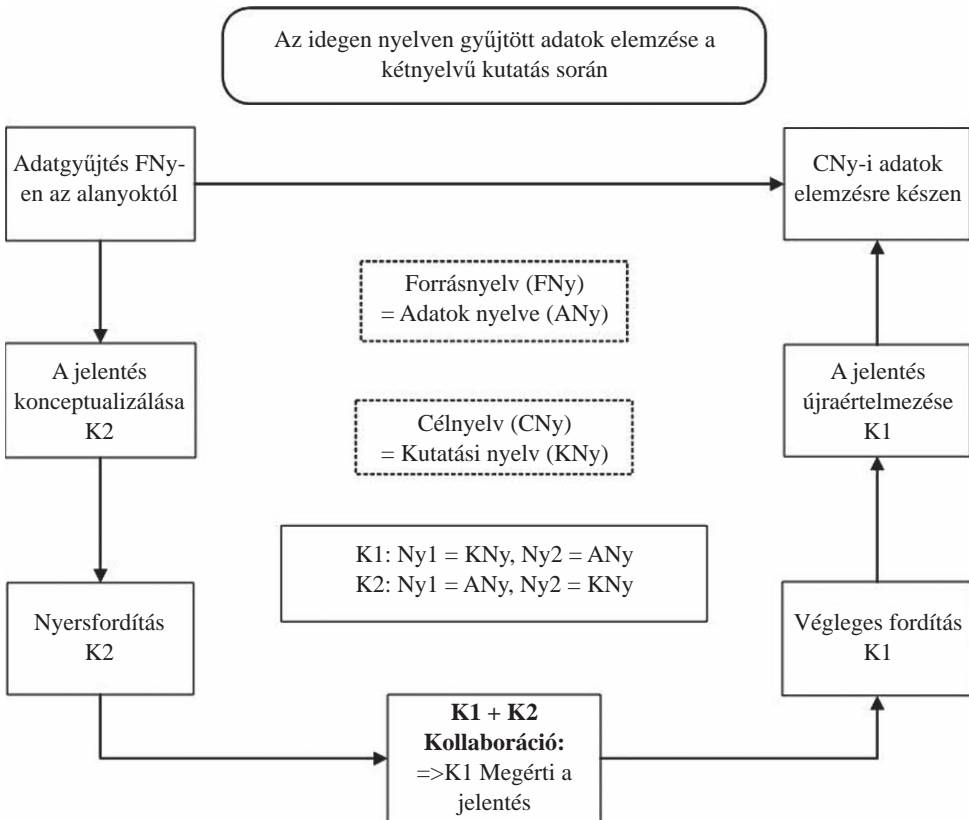 Az idegen nyelven gyűjtött adatok elemzése a
kétnyelvű kutatás során
Adatgyűjtés FNy-
en az alanyoktól
CNy-i adatok
elemzésre készen
Forrásnyelv (FNy)
= Adatok nyelve (ANy)
A jelentés
konceptualizálása
K2
Célnyelv (CNy)
= Kutatási nyelv (KNy)
A jelentés
újraértelmezése
K1
K1: Ny1 = KNy, Ny2 = ANy
K2: Ny1 = ANy, Ny2 = KNy
Nyersfordítás
K2
Végleges fordítás
K1
K1 + K2
Kollaboráció:
=>K1 Megérti a
jelentés